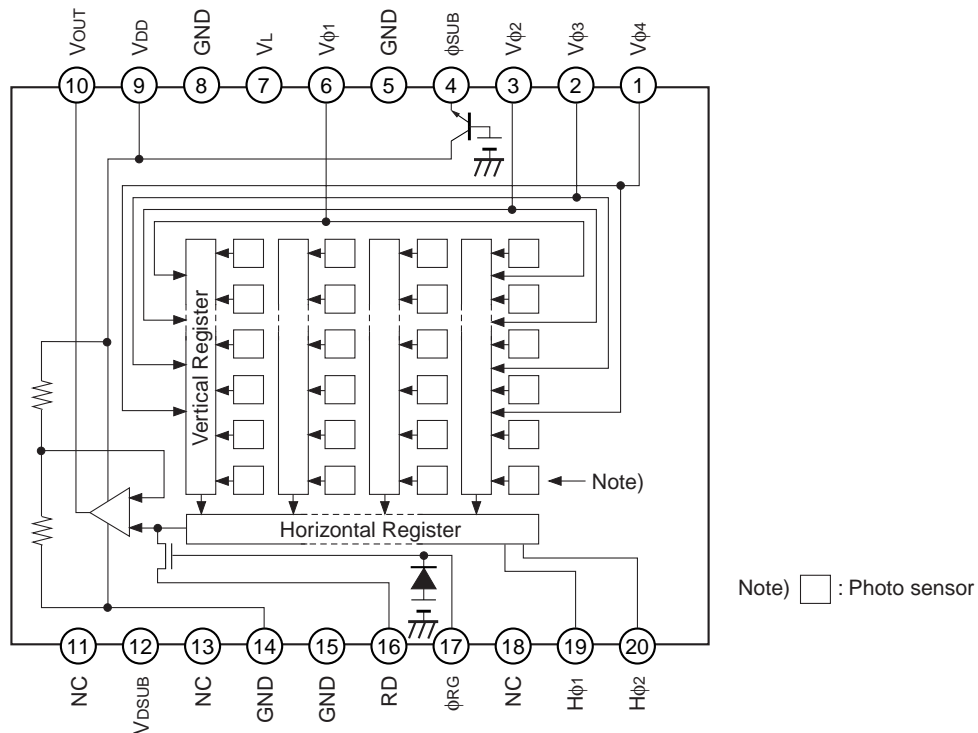 VOUT
VDD
GND
VL
Vϕ1
GND
ϕSUB
Vϕ2
Vϕ3
Vϕ4
10
9
8
7
6
5
4
3
2
1
Vertical Register
Note)
Horizontal Register
Note) : Photo sensor
11
12
13
14
15
16
17
18
19
20
NC
VDSUB
NC
GND
GND
RD
ϕRG
NC
Hϕ1
Hϕ2